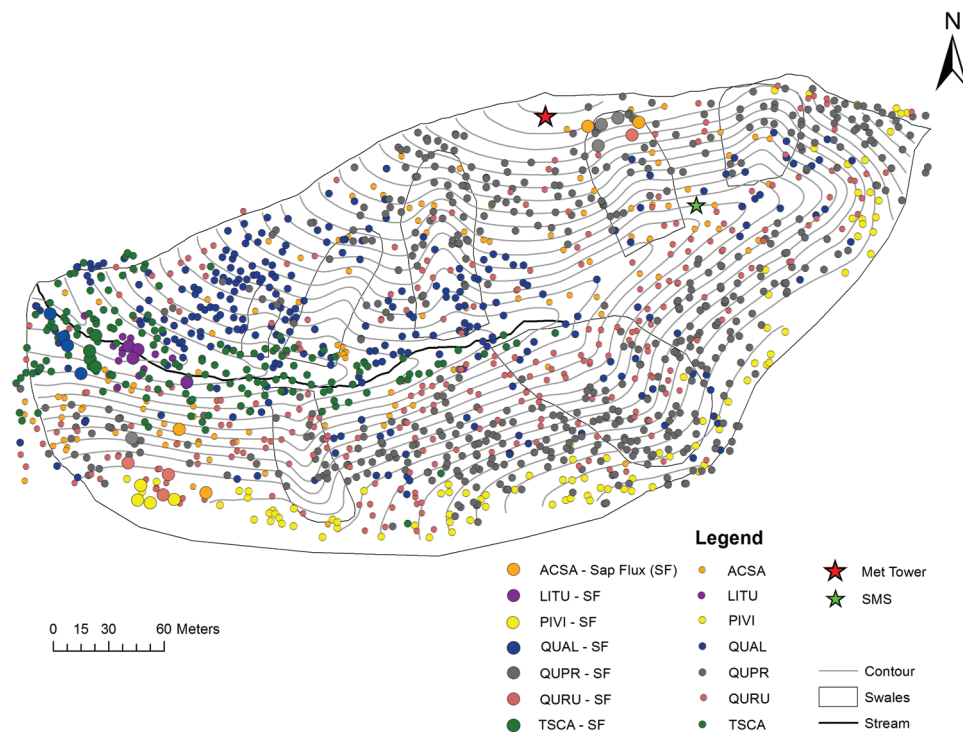 N
Legend
ACSA - Sap Flux (SF)
LITU - SF
PIVI - SF
QUAL - SF
QUPR - SF
QURU - SF
TSCA - SF
ACSA
LITU
PIVI
QUAL
QUPR
QURU
TSCA
Met Tower
SMS
Contour
Swales
Stream
0 15 30 60 Meters